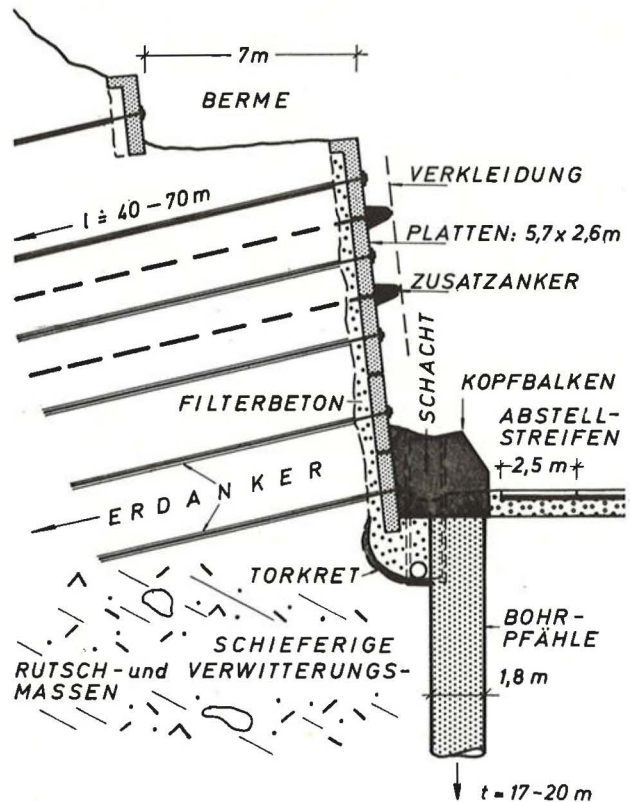 7m
BERME
VERKLEIDUNG
l ≐ 40-70m
PLATTEN: 5,7 x 2,6m
ZUSATZANKER
SCHACHT
KOPFBALKEN
FILTERBETON
ABSTELL-
STREIFEN
2,5 m
ERDANKER
TORKRET
BOHR-
PFÄHLE
SCHIEFERIGE
RUTSCH- und VERWITTERUNGS-
MASSEN
1,8 m
t = 17-20 m